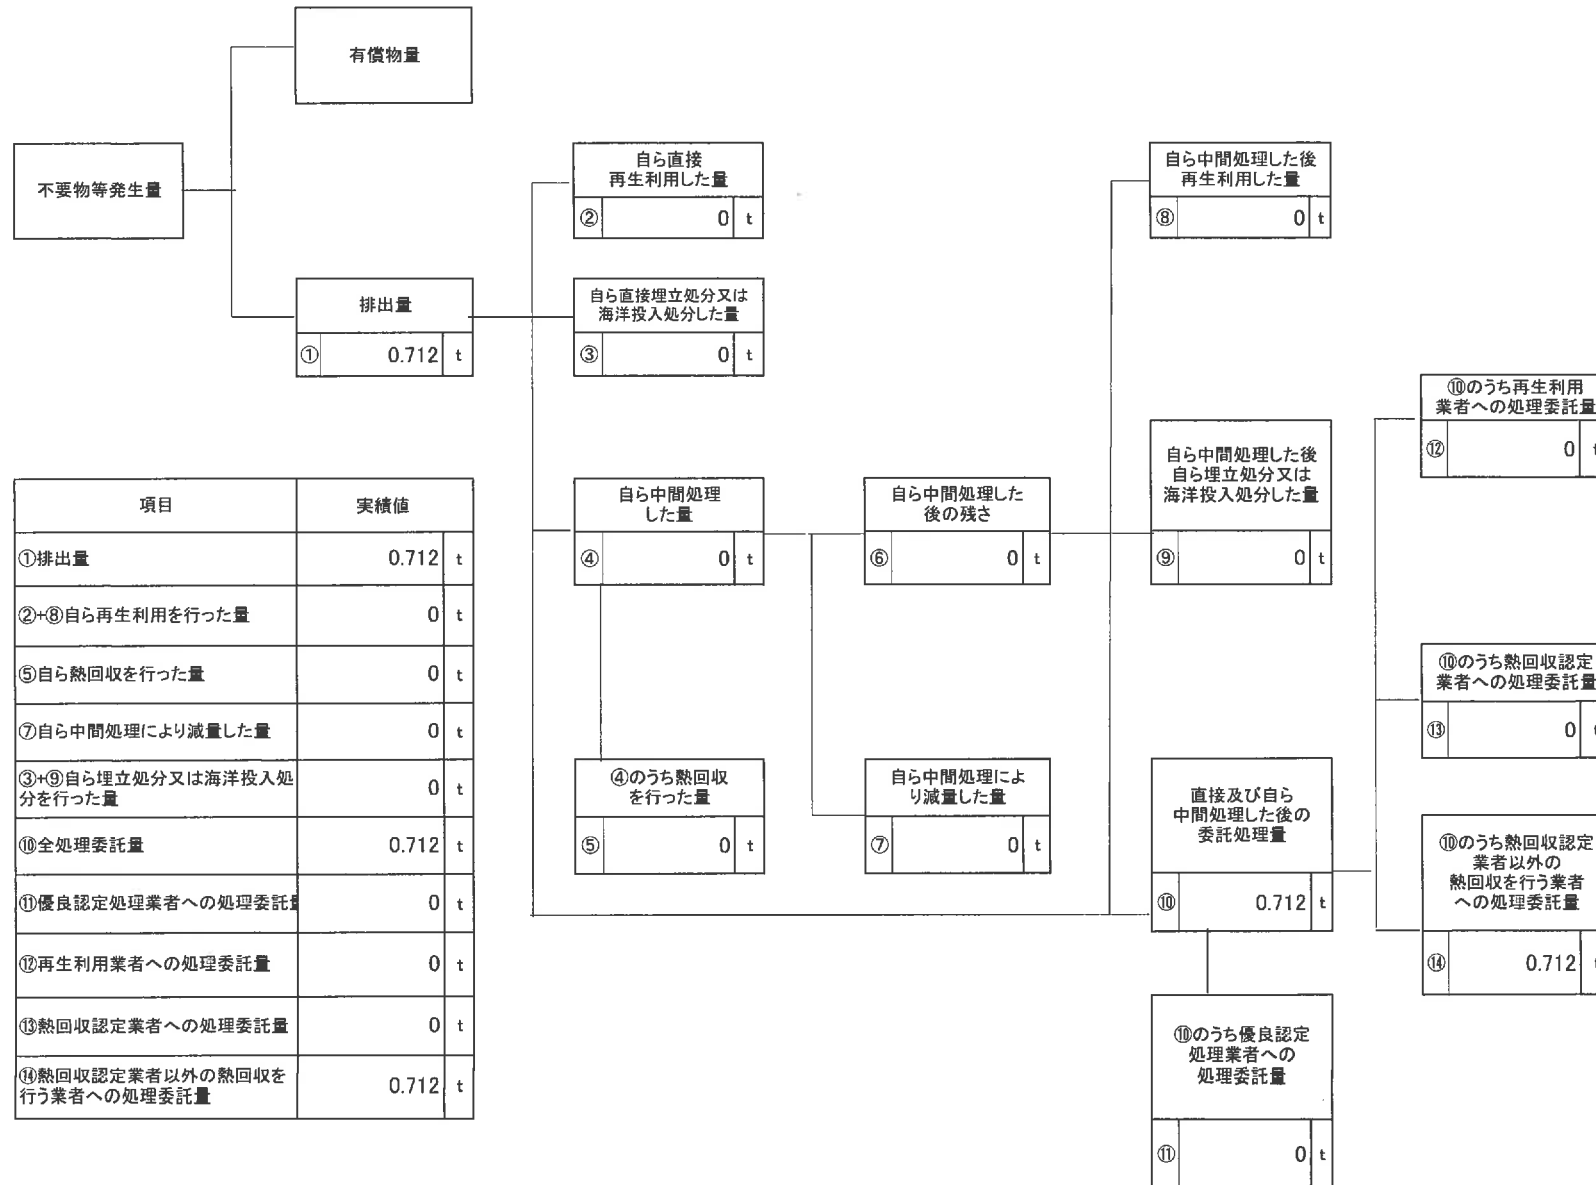 有償物量
不要物等発生量
排出量
① 0.712 t
自ら直接
再生利用した量
② 0 t
自ら直接埋立処分又は
海洋投入処分した量
③ 0 t
自ら中間処理
した量
④ 0 t
④のうち熱回収
を行った量
⑤ 0 t
自ら中間処理した
後の残さ
⑥ 0 t
自ら中間処理によ
り減量した量
⑦ 0 t
自ら中間処理した後
再生利用した量
⑧ 0 t
自ら中間処理した後
自ら埋立処分又は
海洋投入処分した量
⑨ 0 t
直接及び自ら
中間処理した後の
委託処理量
⑩ 0.712 t
⑩のうち優良認定
処理業者への
処理委託量
⑪ 0 t
⑩のうち再生利用
業者への処理委託量
⑫ 0
⑩のうち熱回収認定
業者への処理委託量
⑬ 0
⑩のうち熱回収認定
業者以外の
熱回収を行う業者
への処理委託量
⑭ 0.712
項目 実績値
①排出量 0.712 t
②+⑧自ら再生利用を行った量 0 t
⑤自ら熱回収を行った量 0 t
⑦自ら中間処理により減量した量 0 t
③+⑨自ら埋立処分又は海洋投入処
分を行った量 0 t
⑩全処理委託量 0.712 t
⑪優良認定処理業者への処理委託量 0 t
⑫再生利用業者への処理委託量 0 t
⑬熱回収認定業者への処理委託量 0 t
⑭熱回収認定業者以外の熱回収を
行う業者への処理委託量 0.712 t